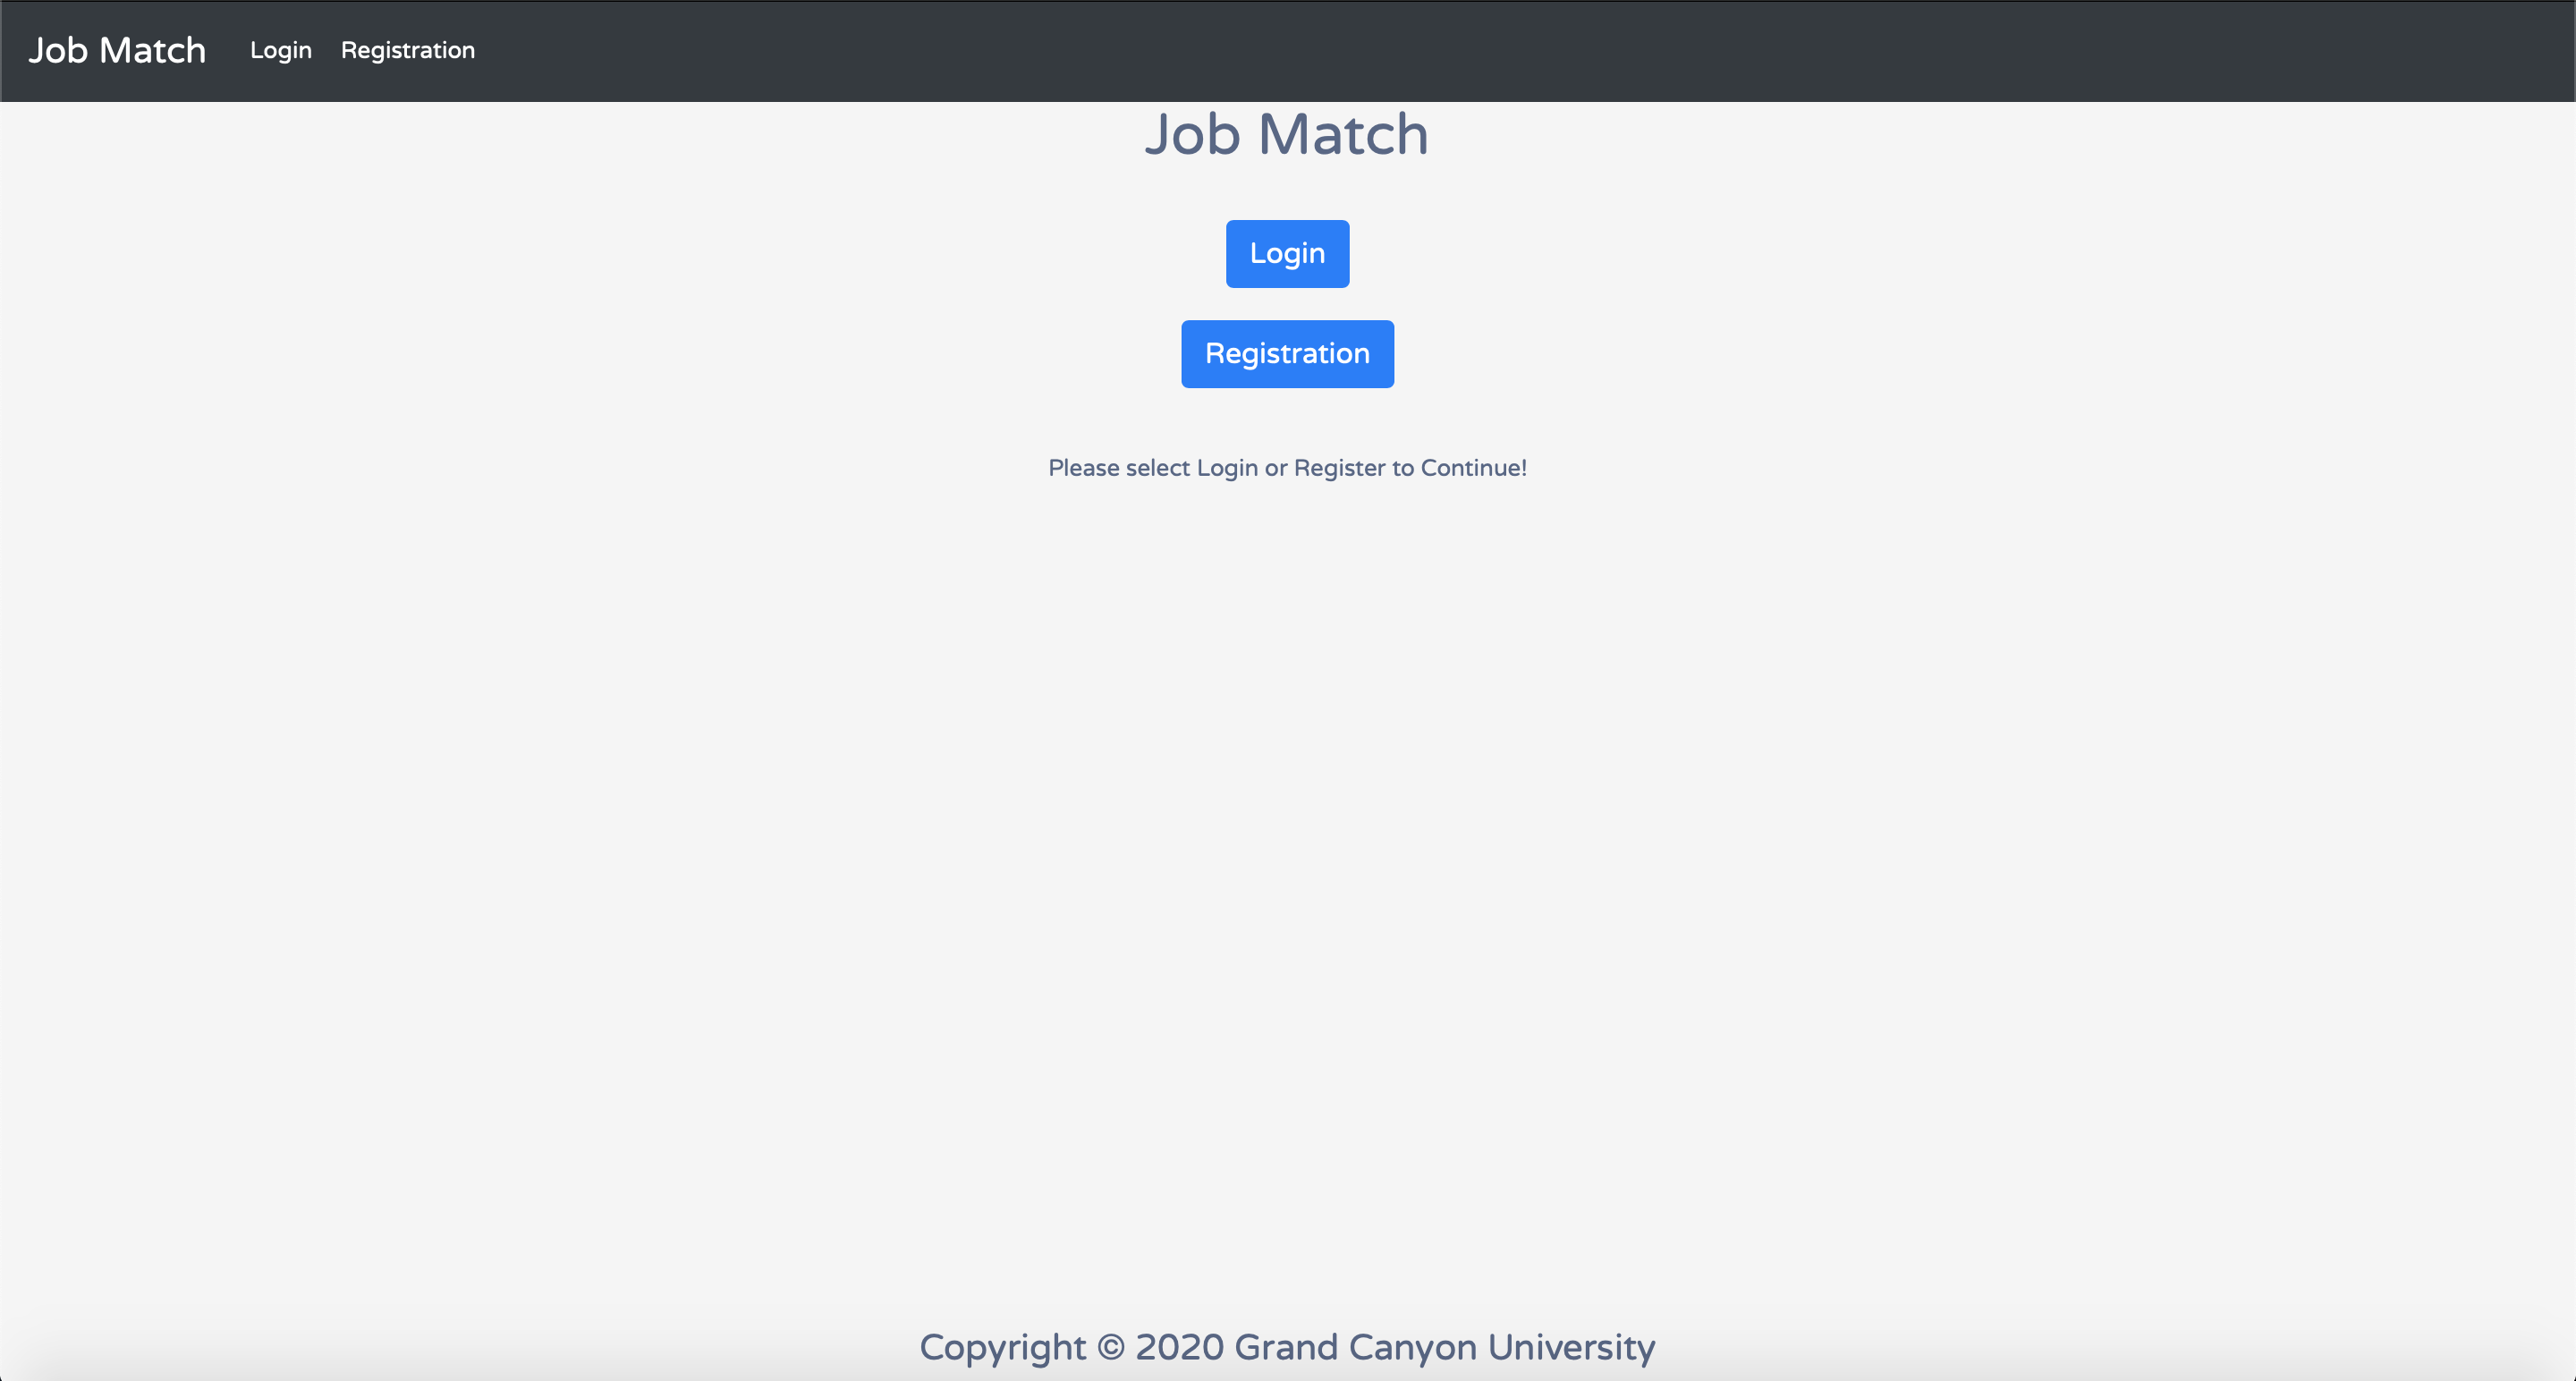 Job Match Login Registration
Job Match
Login
Registration
Please select Login or Register to Continue!
Copyright © 2020 Grand Canyon University